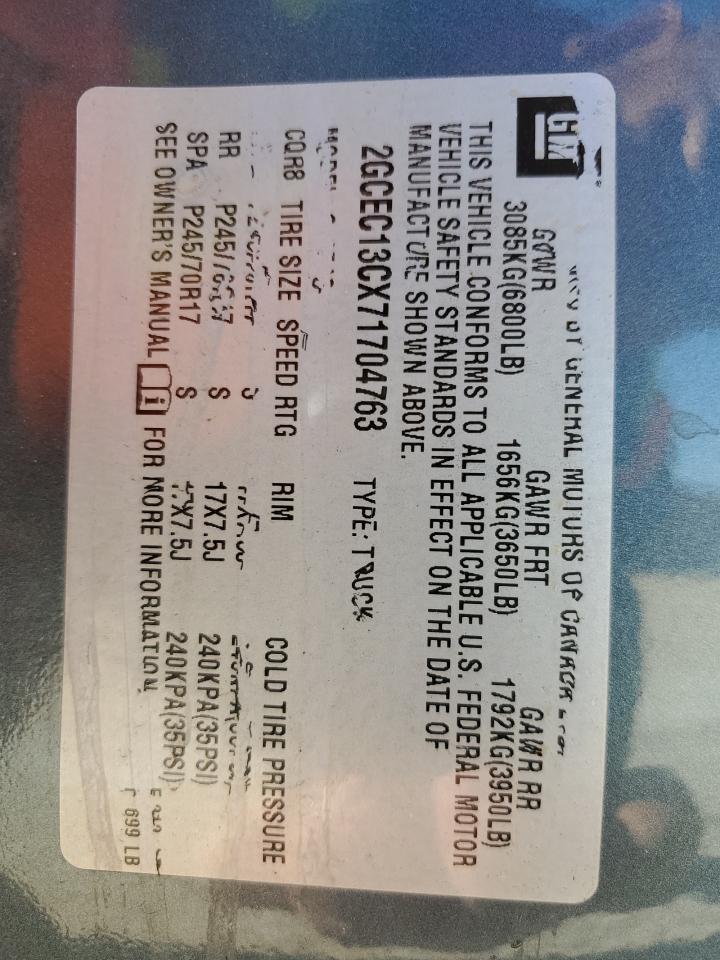 GM
GENERAL MOTORS OF CANADA
GVWR GAWR FRT GAWR RR
3085KG(6800LB) 1656KG(3650LB) 1792KG(3950LB)
THIS VEHICLE CONFORMS TO ALL APPLICABLE U.S. FEDERAL MOTOR
VEHICLE SAFETY STANDARDS IN EFFECT ON THE DATE OF
MANUFACTURE SHOWN ABOVE.
2GCEC13CX71704763 TYPE: TRUCK
MODEL
CQR8 TIRE SIZE SPEED RTG RIM COLD TIRE PRESSURE
S
RR S 17X7.5J 240KPA(35PSI)
SPA P245/70R17 S 17X7.5J 240KPA(35PSI)
SEE OWNER'S MANUAL i FOR MORE INFORMATION
699 LB